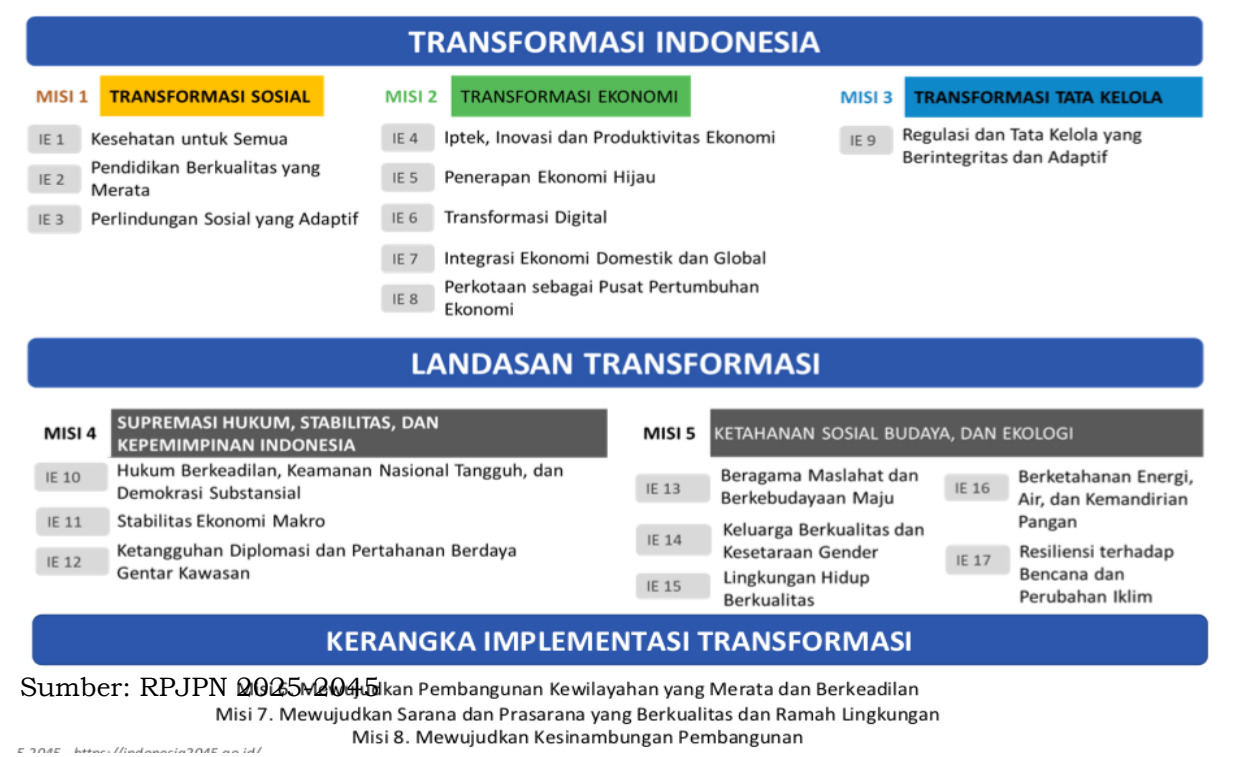 TRANSFORMASI INDONESIA
MISI 1 TRANSFORMASI SOSIAL
IE 1 Kesehatan untuk Semua
IE 2 Pendidikan Berkualitas yang
Merata
IE 3 Perlindungan Sosial yang Adaptif
MISI 2 TRANSFORMASI EKONOMI
IE 4 Iptek, Inovasi dan Produktivitas Ekonomi
IE 5 Penerapan Ekonomi Hijau
IE 6 Transformasi Digital
IE 7 Integrasi Ekonomi Domestik dan Global
IE 8 Perkotaan sebagai Pusat Pertumbuhan
Ekonomi
MISI 3 TRANSFORMASI TATA KELOLA
IE 9 Regulasi dan Tata Kelola yang
Berintegritas dan Adaptif
LANDASAN TRANSFORMASI
MISI 4 SUPREMASI HUKUM, STABILITAS, DAN
KEPEMIMPINAN INDONESIA
IE 10 Hukum Berkeadilan, Keamanan Nasional Tangguh, dan
Demokrasi Substansial
IE 11 Stabilitas Ekonomi Makro
IE 12 Ketangguhan Diplomasi dan Pertahanan Berdaya
Gentar Kawasan
MISI 5 KETAHANAN SOSIAL BUDAYA, DAN EKOLOGI
IE 13 Beragama Maslahat dan
Berkebudayaan Maju
IE 14 Keluarga Berkualitas dan
Kesetaraan Gender
IE 15 Lingkungan Hidup
Berkualitas
IE 16 Berketahanan Energi,
Air, dan Kemandirian
Pangan
IE 17 Resiliensi terhadap
Bencana dan
Perubahan Iklim
KERANGKA IMPLEMENTASI TRANSFORMASI
Sumber: RPJPN 2025-2045
Misi 6. Mewujudkan Pembangunan Kewilayahan yang Merata dan Berkeadilan
Misi 7. Mewujudkan Sarana dan Prasarana yang Berkualitas dan Ramah Lingkungan
Misi 8. Mewujudkan Kesinambungan Pembangunan
5-2045 - https://indonesia2045.go.id/